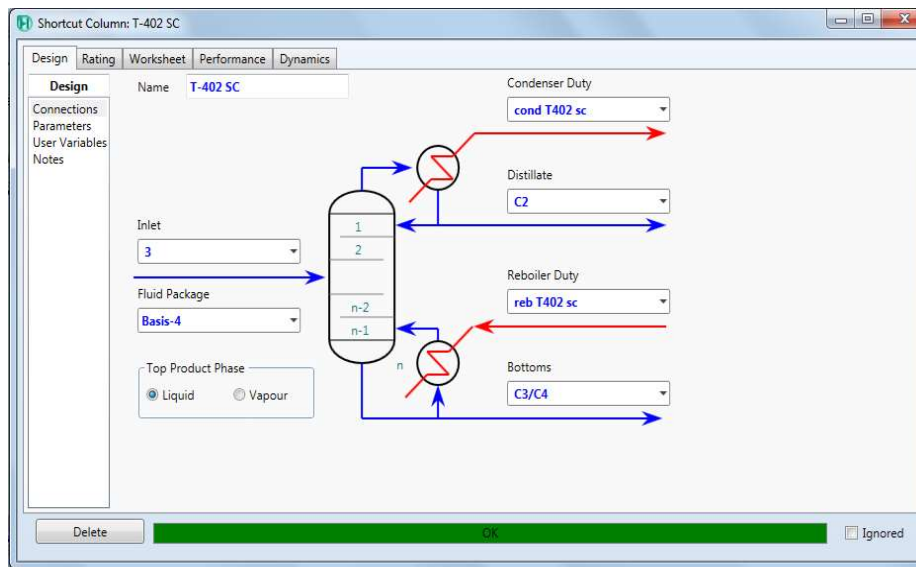 Shortcut Column: T-402 SC
Design Rating Worksheet Performance Dynamics
Design
Connections
Parameters
User Variables
Notes
Name T-402 SC
Condenser Duty
cond T402 sc
Distillate
C2
Inlet
3
Fluid Package
Basis-4
Top Product Phase
Liquid Vapour
1
2
n-2
n-1
n
Reboiler Duty
reb T402 sc
Bottoms
C3/C4
Delete OK Ignored